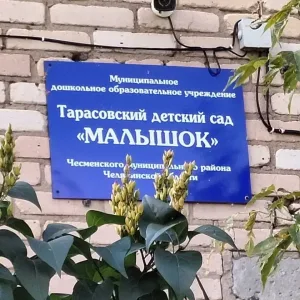 Муниципальное
дошкольное образовательное учреждение
Тарасовский детский сад
«МАЛЫШОК»
Чесменского муниципального района